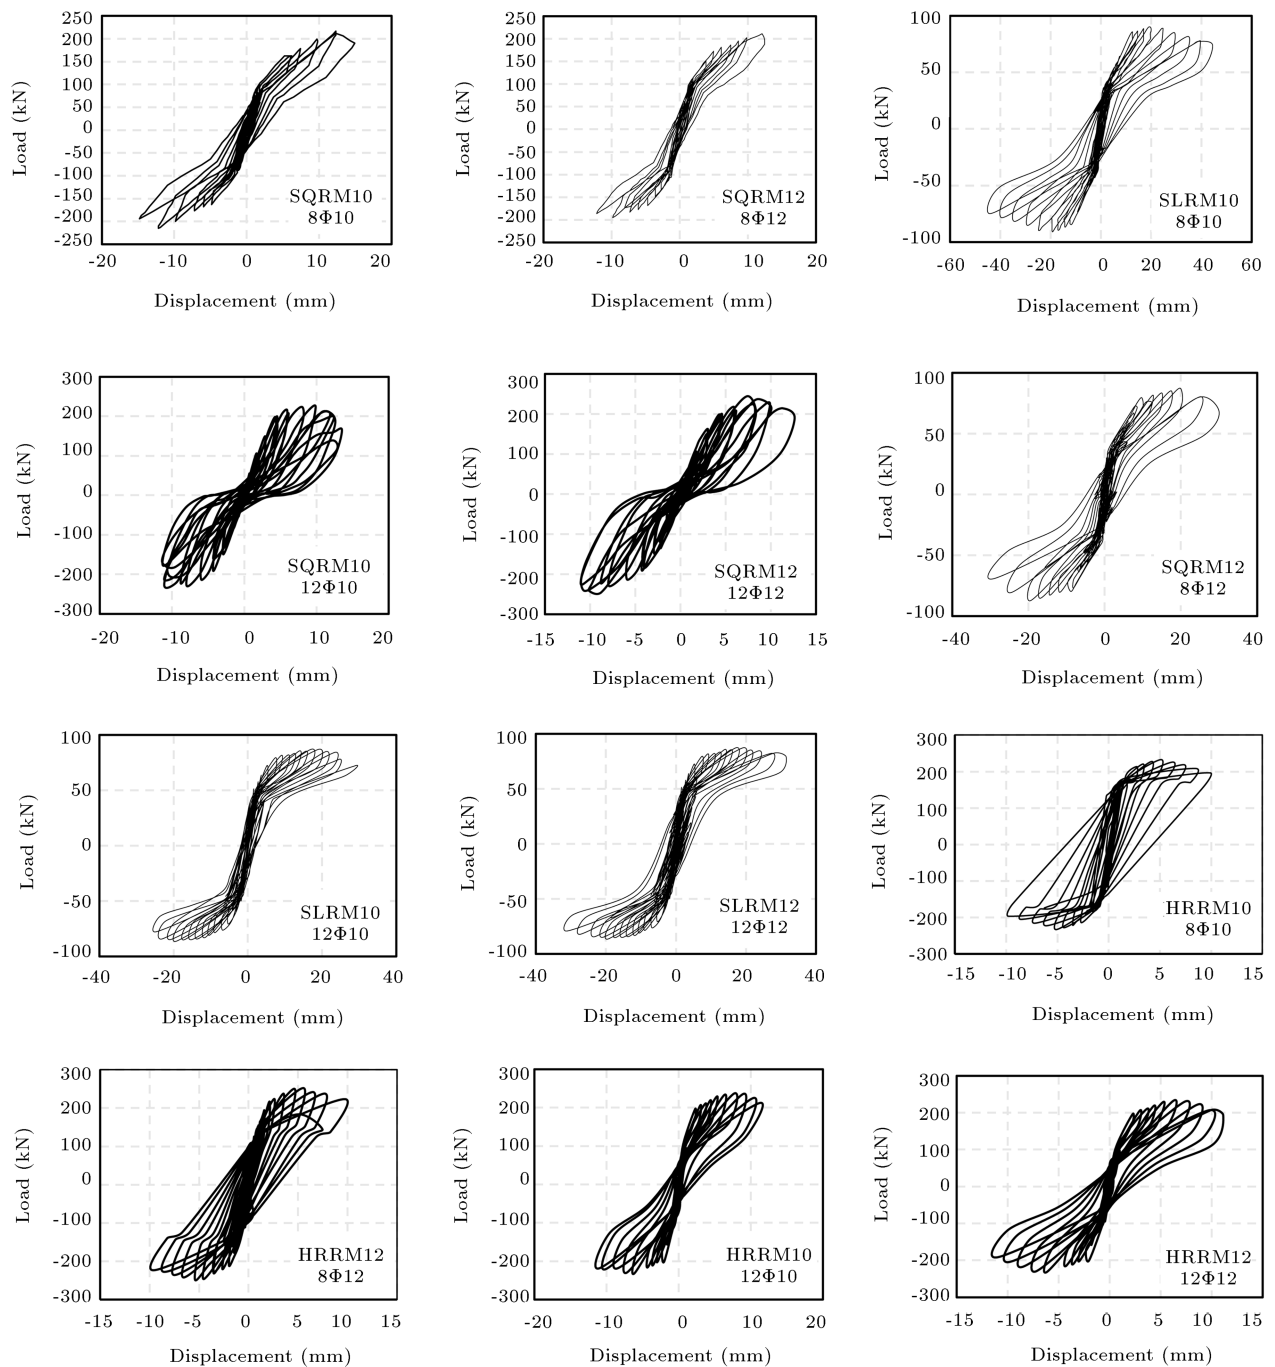 250
200
150
100
50
0
-50
-100
-150
-200
-250
Load (kN)
SQRM10
8Φ10
-20 -10 0 10 20
Displacement (mm)
250
200
150
100
50
0
-50
-100
-150
-200
-250
Load (kN)
SQRM12
8Φ12
-20 -10 0 10 20
Displacement (mm)
100
50
0
-50
-100
Load (kN)
SLRM10
8Φ10
-60 -40 -20 0 20 40 60
Displacement (mm)
300
200
100
0
-100
-200
-300
Load (kN)
SQRM10
12Φ10
-20 -10 0 10 20
Displacement (mm)
300
200
100
0
-100
-200
-300
Load (kN)
SQRM12
12Φ12
-15 -10 -5 0 5 10 15
Displacement (mm)
100
50
0
-50
-100
Load (kN)
SQRM12
8Φ12
-40 -20 0 20 40
Displacement (mm)
100
50
0
-50
-100
Load (kN)
SLRM10
12Φ10
-40 -20 0 20 40
Displacement (mm)
100
50
0
-50
-100
Load (kN)
SLRM12
12Φ12
-40 -20 0 20 40
Displacement (mm)
300
200
100
0
-100
-200
-300
Load (kN)
HRRM10
8Φ10
-15 -10 -5 0 5 10 15
Displacement (mm)
300
200
100
0
-100
-200
-300
Load (kN)
HRRM12
8Φ12
-15 -10 -5 0 5 10 15
Displacement (mm)
300
200
100
0
-100
-200
-300
Load (kN)
HRRM10
12Φ10
-20 -10 0 10 20
Displacement (mm)
300
200
100
0
-100
-200
-300
Load (kN)
HRRM12
12Φ12
-15 -10 -5 0 5 10 15
Displacement (mm)